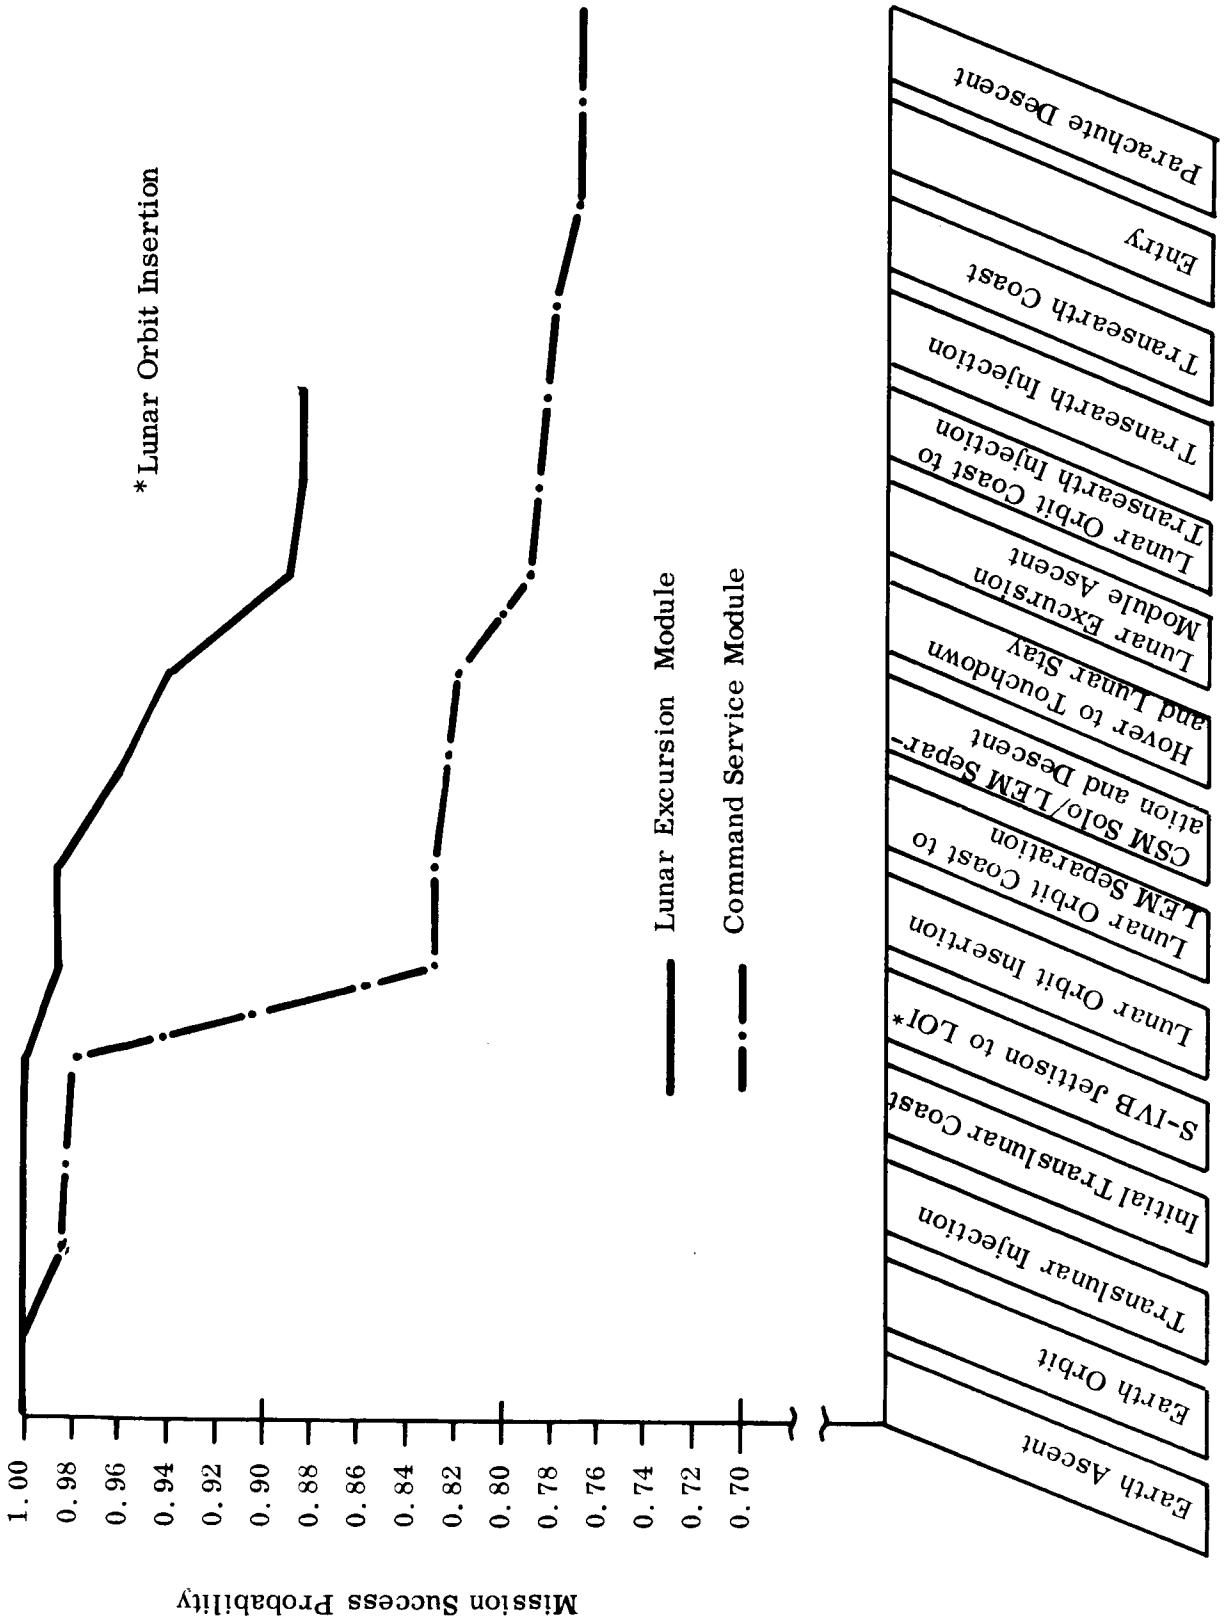 *Lunar Orbit Insertion
Mission Success Probability
1.00
0.98
0.96
0.94
0.92
0.90
0.88
0.86
0.84
0.82
0.80
0.78
0.76
0.74
0.72
0.70
Lunar Excursion Module
Command Service Module
Earth Ascent
Earth Orbit
Translunar Injection
Initial Translunar Coast
S-IVB Jettison to LOI*
Lunar Orbit Insertion
Lunar Orbit Coast to
LEM Separation
CSM Solo/LEM Separ-
ation and Descent
Hover to Touchdown
and Lunar Stay
Lunar Excursion
Module Ascent
Lunar Orbit Coast to
Transearth Injection
Transearth Injection
Transearth Coast
Entry
Parachute Descent